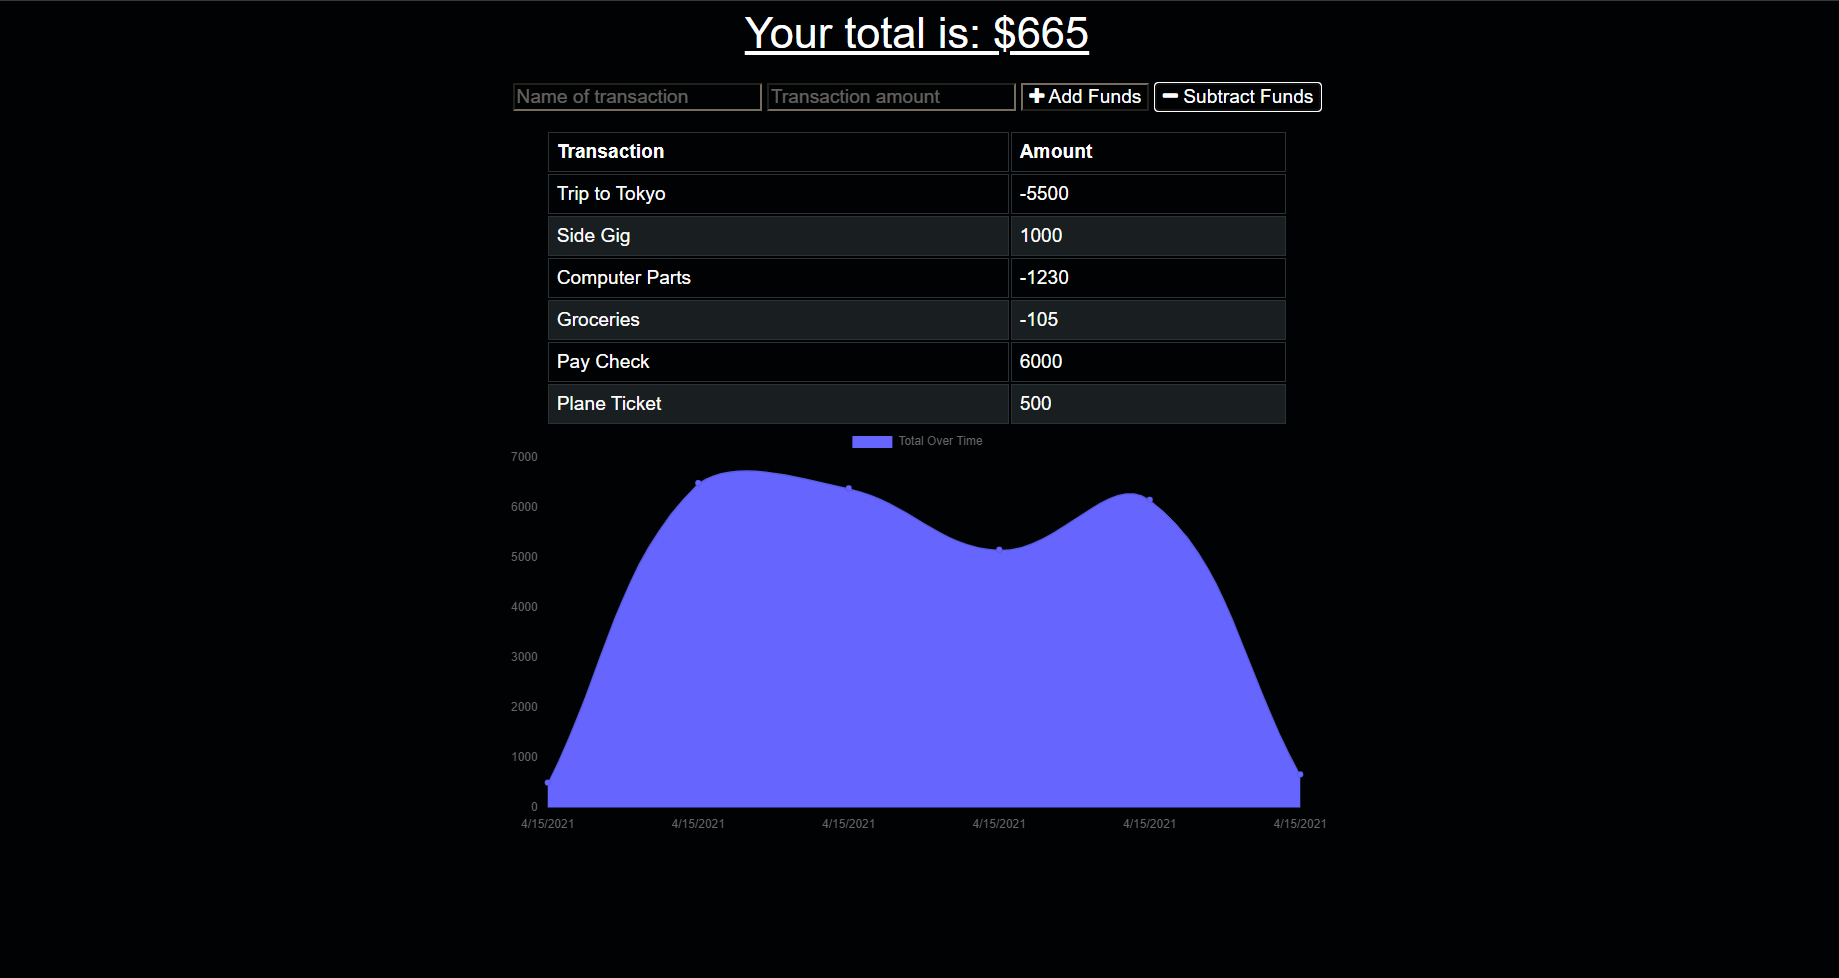 Your total is: $665
Name of transaction Transaction amount Add Funds Subtract Funds
Transaction Amount
Trip to Tokyo -5500
Side Gig 1000
Computer Parts -1230
Groceries -105
Pay Check 6000
Plane Ticket 500
Total Over Time
7000
6000
5000
4000
3000
2000
1000
0
4/15/2021 4/15/2021 4/15/2021 4/15/2021 4/15/2021 4/15/2021